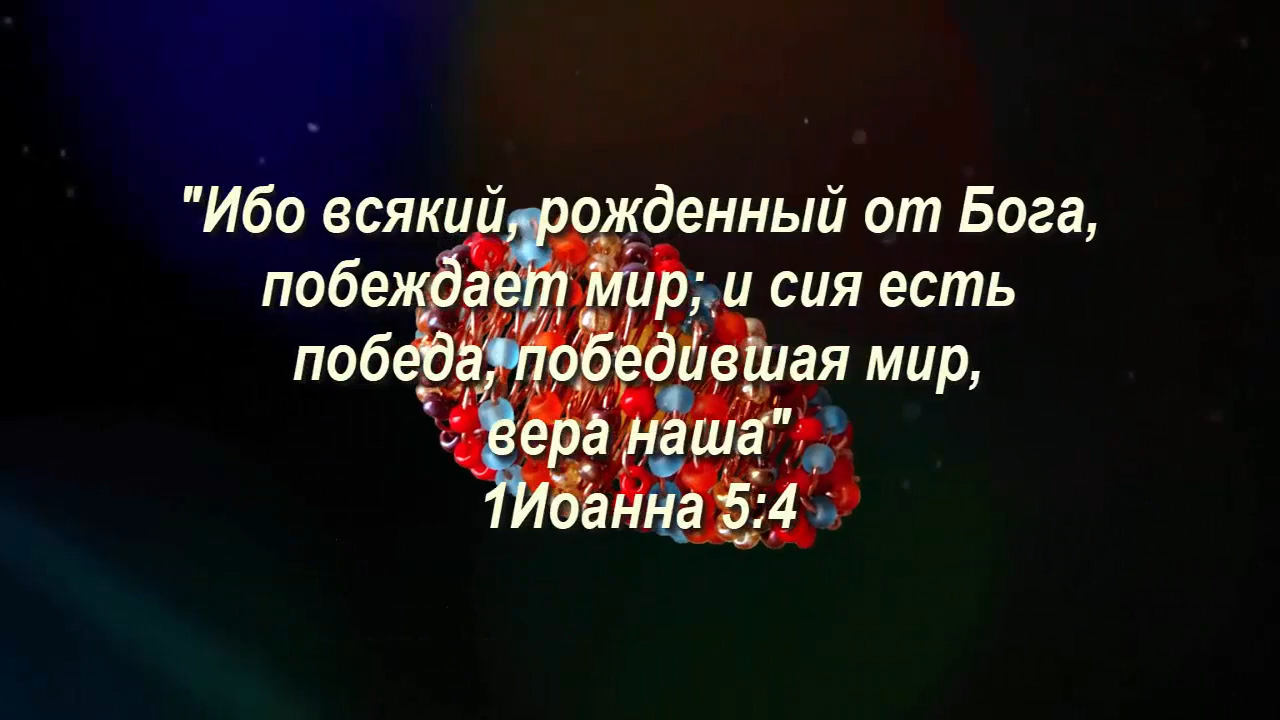 "Ибо всякий, рожденный от Бога,
побеждает мир; и сия есть
победа, победившая мир,
вера наша"
1Иоанна 5:4